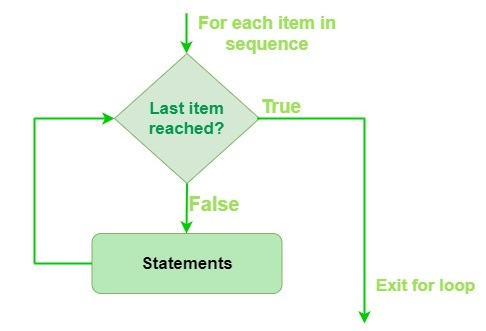 For each item in
sequence
Last item
reached?
True
False
Statements
Exit for loop